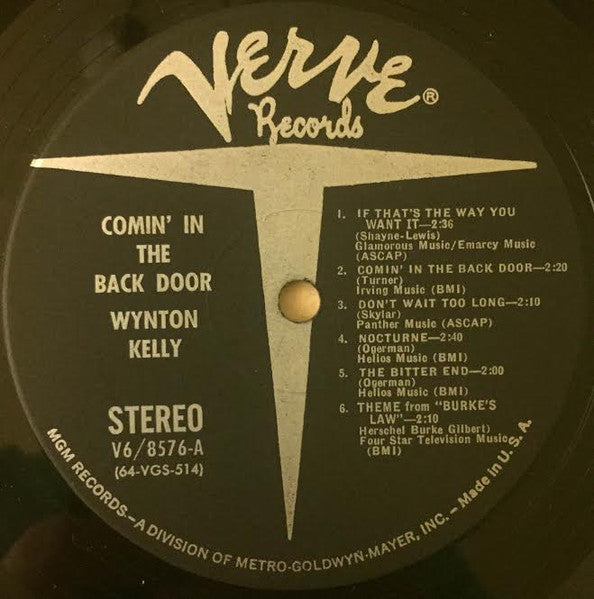 Verve ®
Records
COMIN' IN
THE
BACK DOOR
WYNTON
KELLY
STEREO
V6/8576-A
(64-VGS-514)
1. IF THAT'S THE WAY YOU
WANT IT—2:36
(Shayne-Lewis)
Glamorous Music/Emarcy Music
(ASCAP)
2. COMIN' IN THE BACK DOOR—2:20
(Turner)
Irving Music (BMI)
3. DON'T WAIT TOO LONG—2:10
(Skylar)
Panther Music (ASCAP)
4. NOCTURNE—2:40
(Ogerman)
Helios Music (BMI)
5. THE BITTER END—2:00
(Ogerman)
Helios Music (BMI)
6. THEME from "BURKE'S
LAW"—2:10
Herschel Burke Gilbert)
Four Star Television Music
(BMI)
MGM RECORDS—A DIVISION OF METRO-GOLDWYN-MAYER, INC. — Made in U. S. A.